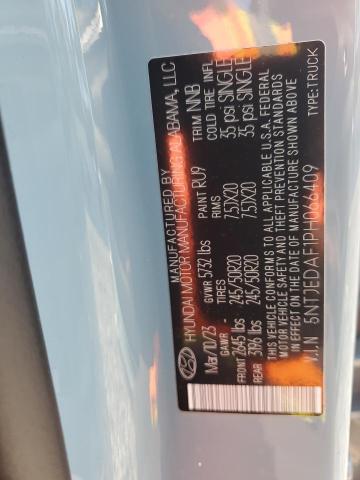 MANUFACTURED BY
HYUNDAI MOTOR MANUFACTURING ALABAMA, LLC
Mar/10/23 GVWR 5732 lbs PAINT RU9 TRIM NNB
GAWR - RIMS COLD TIRE INFL
FRONT 2645 lbs 245/50R20 7.5JX20 35 psi SINGLE
REAR 3196 lbs 245/50R20 7.5JX20 35 psi SINGLE
THIS VEHICLE CONFORMS TO ALL APPLICABLE U.S.A. FEDERAL
MOTOR VEHICLE SAFETY AND THEFT PREVENTION STANDARDS
IN EFFECT ON THE DATE OF MANUFACTURE SHOWN ABOVE
V.I.N 5NTJEDAF1PH066409 TYPE:TRUCK